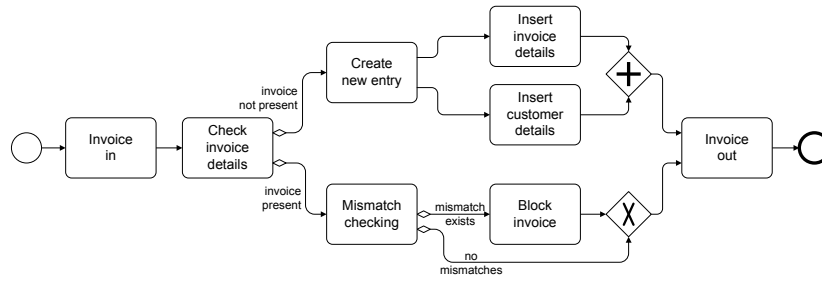 Invoice
in
Check
invoice
details
invoice
not present
invoice
present
Create
new entry
Insert
invoice
details
Insert
customer
details
Mismatch
checking
mismatch
exists
no
mismatches
Block
invoice
Invoice
out